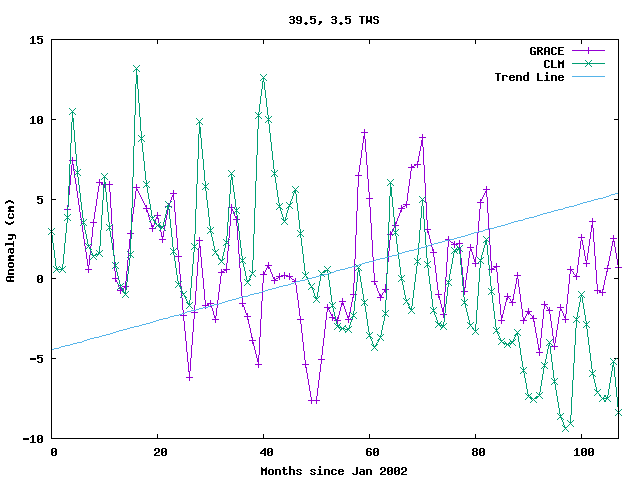 39.5, 3.5 TWS
GRACE
CLM
Trend Line
15
10
5
0
-5
-10
Anomaly (cm)
0 20 40 60 80 100
Months since Jan 2002